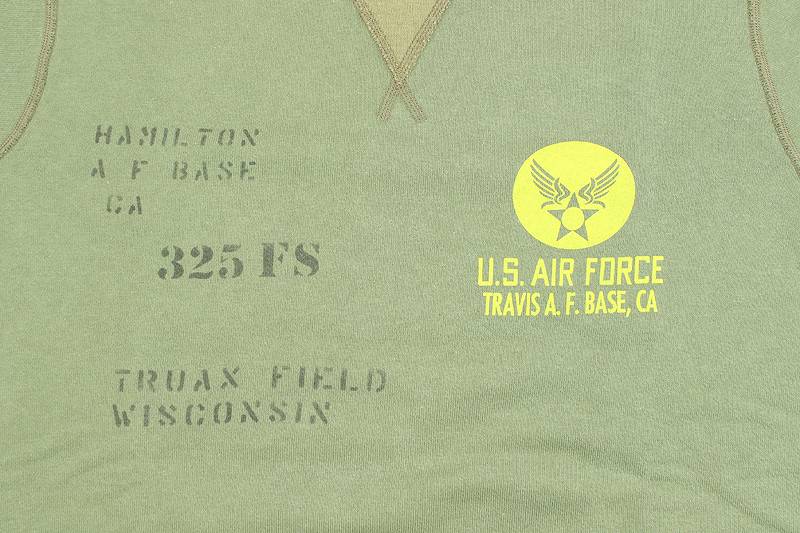 HAMILTON
A F BASE
CA
325 FS
TRUAX FIELD
WISCONSIN
U.S. AIR FORCE
TRAVIS A. F. BASE, CA